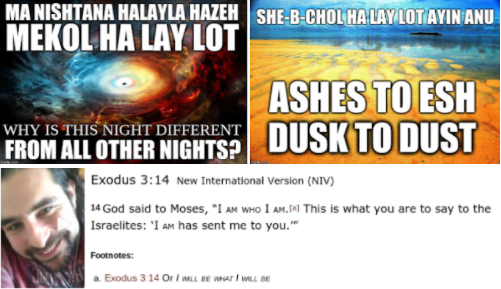 MA NISHTANA HALAYLA HAZEH
MEKOL HA LAY LOT
WHY IS THIS NIGHT DIFFERENT
FROM ALL OTHER NIGHTS?
SHE-B-CHOL HA LAY LOT AYIN ANU
ASHES TO ESH
DUSK TO DUST
Exodus 3:14 New International Version (NIV)
14 God said to Moses, "I AM WHO I AM.[a] This is what you are to say to the
Israelites: 'I AM has sent me to you.'"
Footnotes:
a. Exodus 3:14 Or I WILL BE WHAT I WILL BE